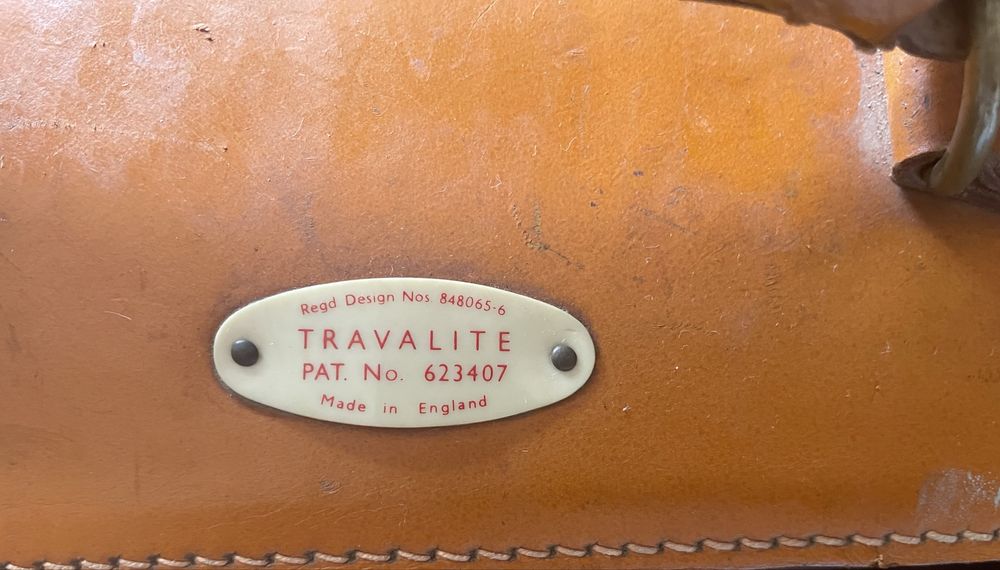 Regd Design Nos. 848065-6
TRAVALITE
PAT. No. 623407
Made in England